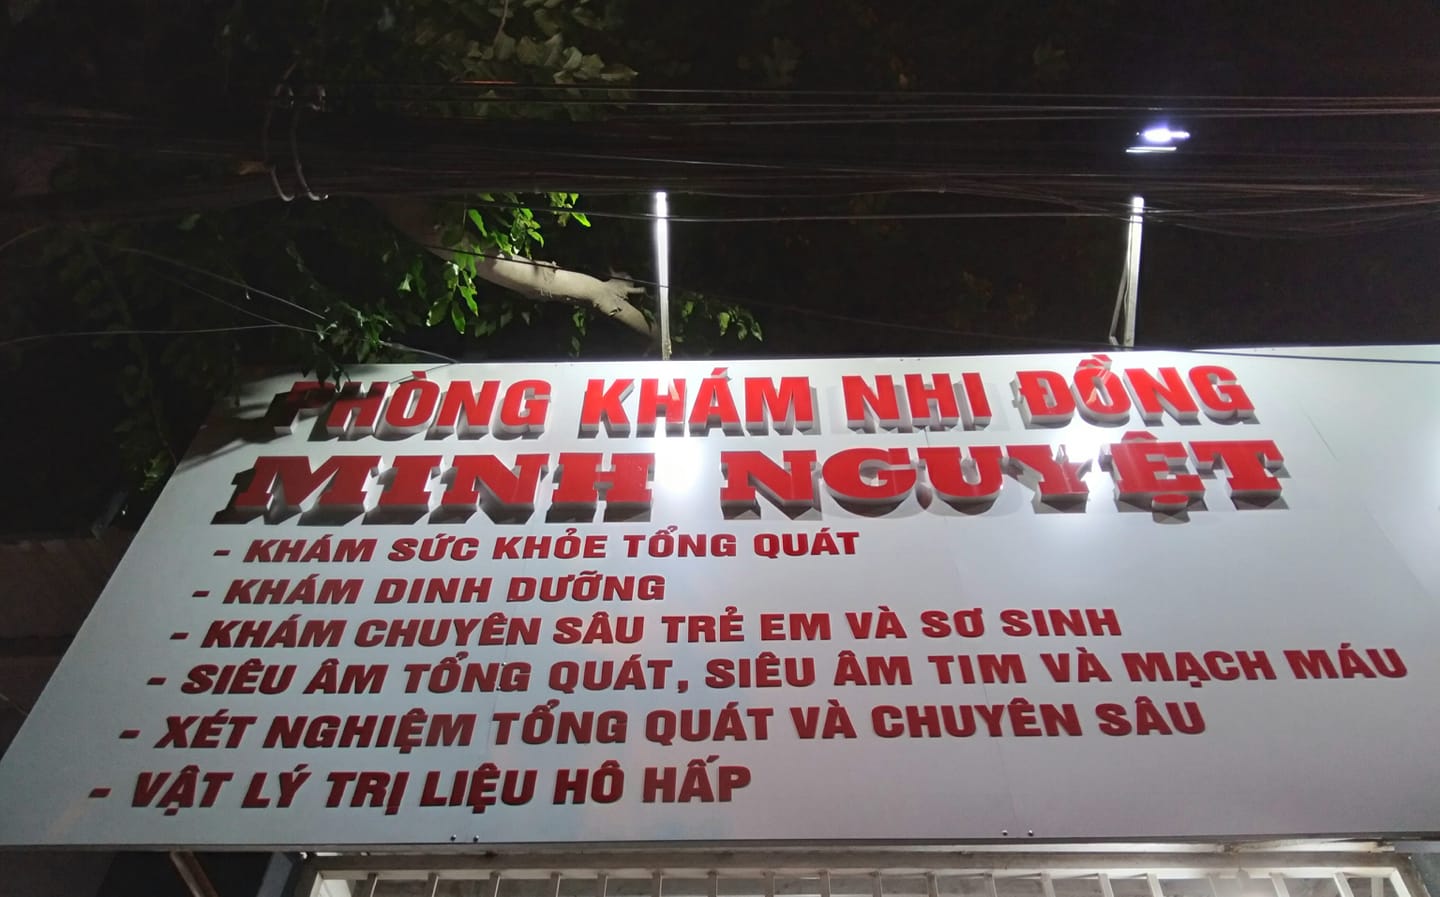 PHÒNG KHÁM NHI ĐỒNG
MINH NGUYỆT
- KHÁM SỨC KHỎE TỔNG QUÁT
- KHÁM DINH DƯỠNG
- KHÁM CHUYÊN SÂU TRẺ EM VÀ SƠ SINH
- SIÊU ÂM TỔNG QUÁT, SIÊU ÂM TIM VÀ MẠCH MÁU
- XÉT NGHIỆM TỔNG QUÁT VÀ CHUYÊN SÂU
- VẬT LÝ TRỊ LIỆU HÔ HẤP